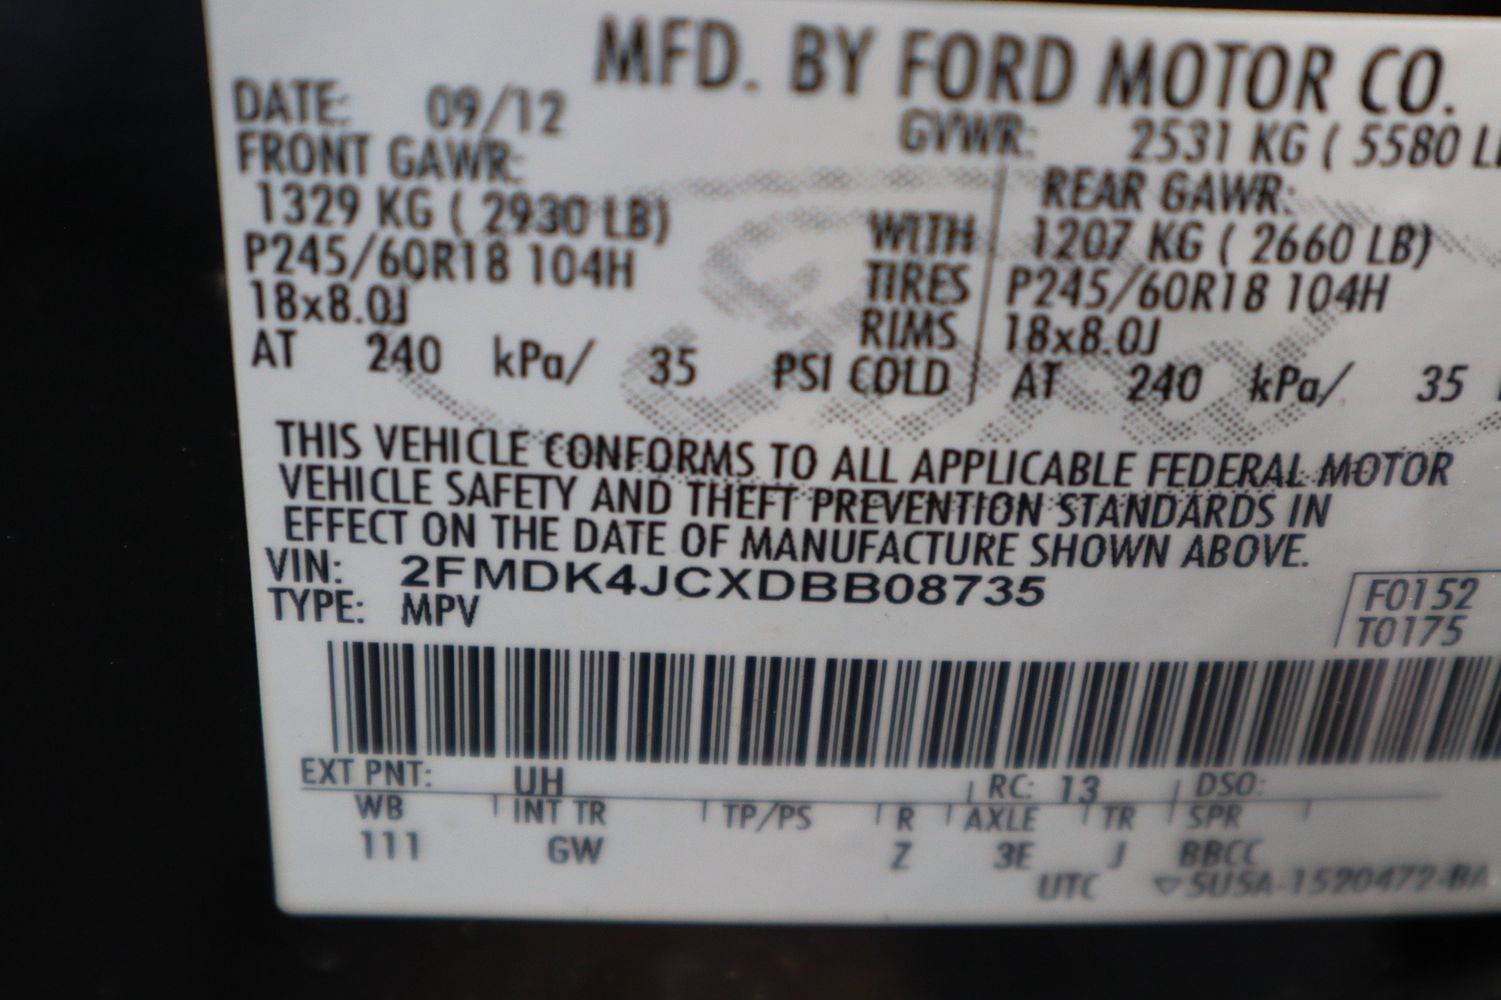 MFD. BY FORD MOTOR CO.
DATE: 09/12 GVWR: 2531 KG ( 5580 L
FRONT GAWR: REAR GAWR:
1329 KG ( 2930 LB) WITH 1207 KG ( 2660 LB)
P245/60R18 104H TIRES P245/60R18 104H
18x8.0J RIMS 18x8.0J
AT 240 kPa/ 35 PSI COLD AT 240 kPa/ 35
THIS VEHICLE CONFORMS TO ALL APPLICABLE FEDERAL MOTOR
VEHICLE SAFETY AND THEFT PREVENTION STANDARDS IN
EFFECT ON THE DATE OF MANUFACTURE SHOWN ABOVE.
VIN: 2FMDK4JCXDBB08735
TYPE: MPV
F0152
T0175
EXT PNT: UH RC: 13 DSO:
WB INT TR TP/PS R AXLE TR SPR
111 GW Z 3E J BBCC
UTC ▽ SU5A-1520472-BA